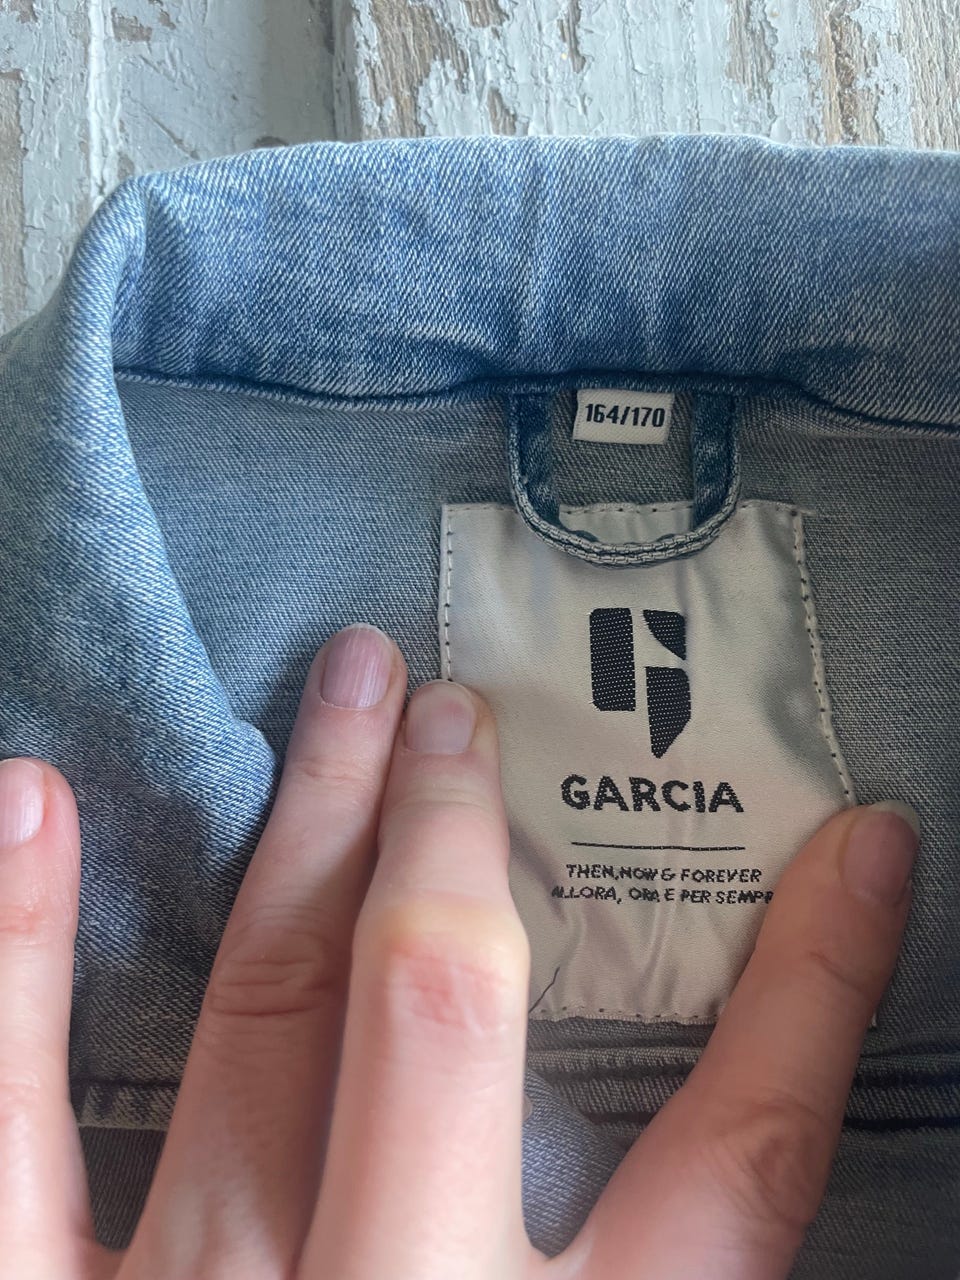 164/170
GARCIA
THEN, NOW & FOREVER
ALLORA, ORA E PER